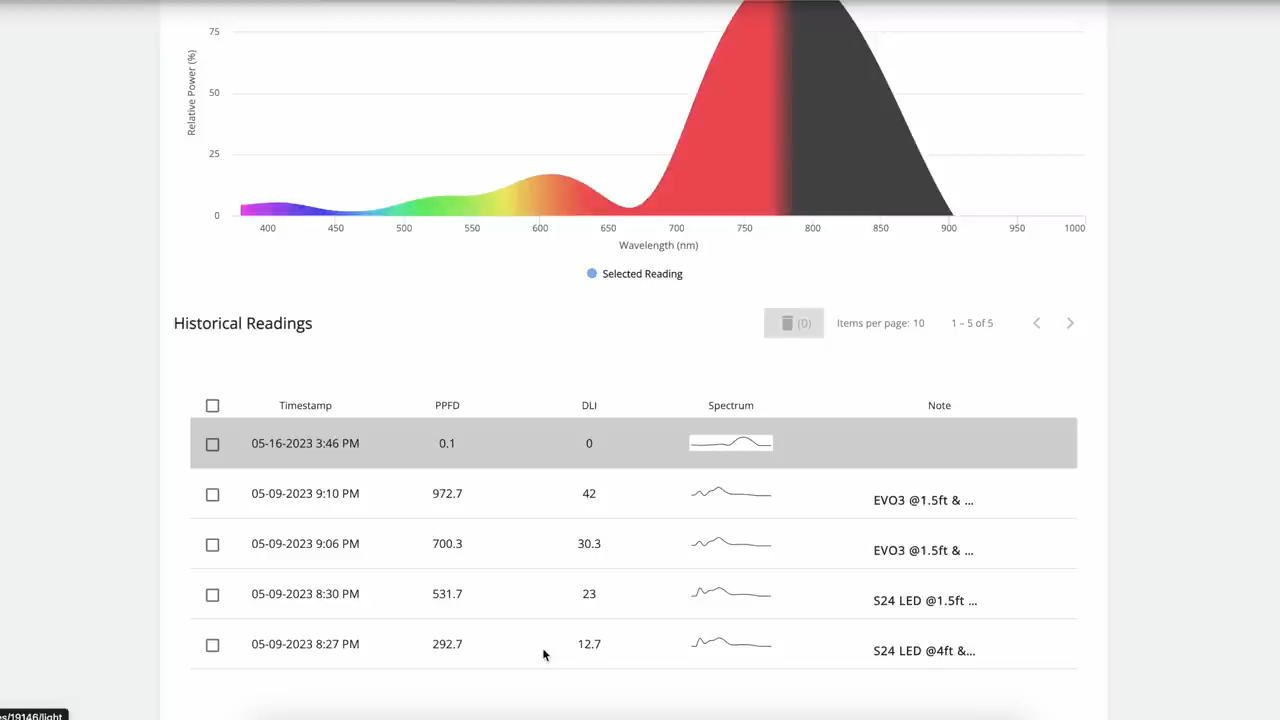 75
50
25
0
Relative Power (%)
400 450 500 550 600 650 700 750 800 850 900 950 1000
Wavelength (nm)
Selected Reading
Historical Readings
(0)
Items per page: 10
1 – 5 of 5
Timestamp PPFD DLI Spectrum Note
05-16-2023 3:46 PM 0.1 0
05-09-2023 9:10 PM 972.7 42 EVO3 @1.5ft & ...
05-09-2023 9:06 PM 700.3 30.3 EVO3 @1.5ft & ...
05-09-2023 8:30 PM 531.7 23 S24 LED @1.5ft ...
05-09-2023 8:27 PM 292.7 12.7 S24 LED @4ft &...
es/19146/light